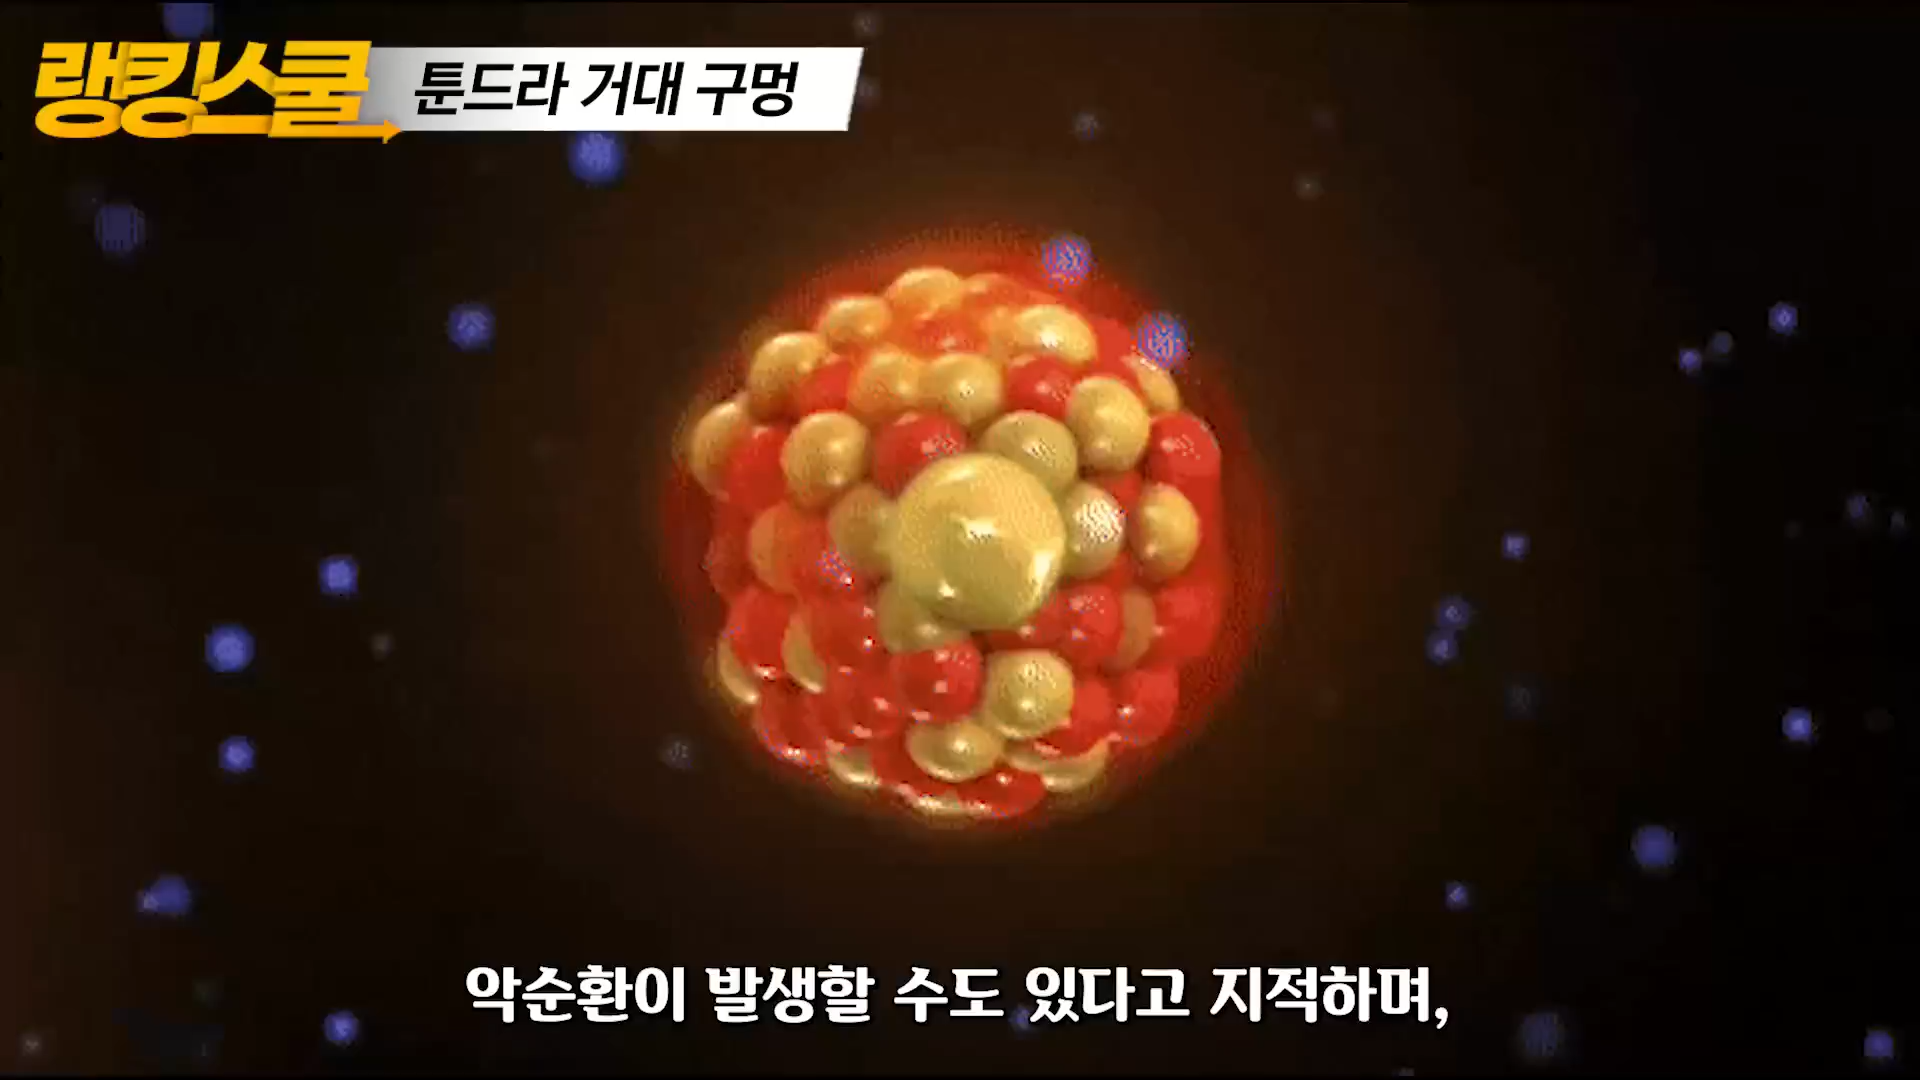 랭킹스쿨
툰드라 거대 구멍
악순환이 발생할 수도 있다고 지적하며,